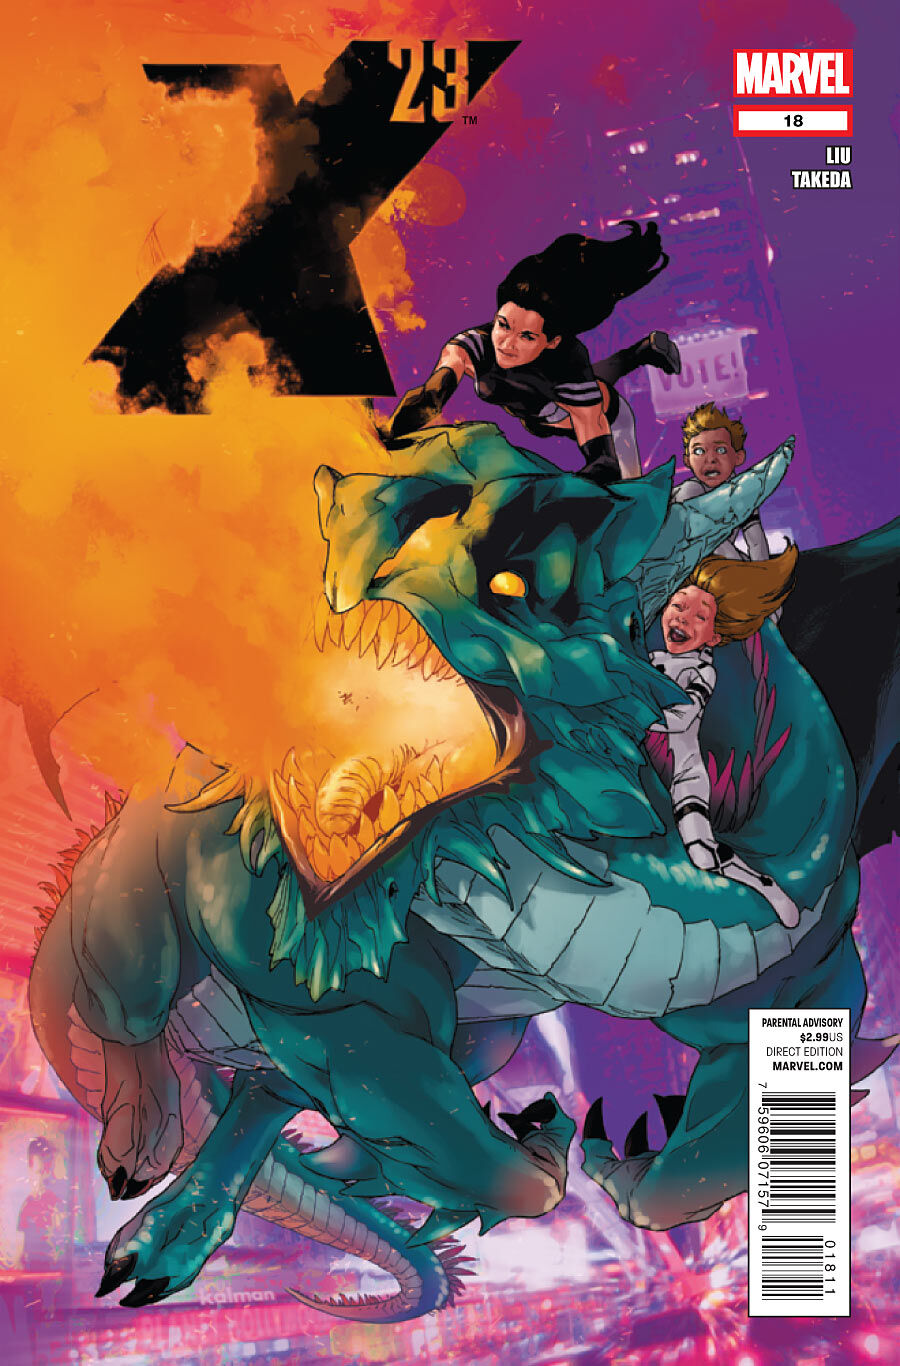 X
23
™
MARVEL
18
LIU
TAKEDA
VOTE!
PARENTAL ADVISORY
$2.99US
DIRECT EDITION
MARVEL.COM
7 59606 07157 9
01811
kalman